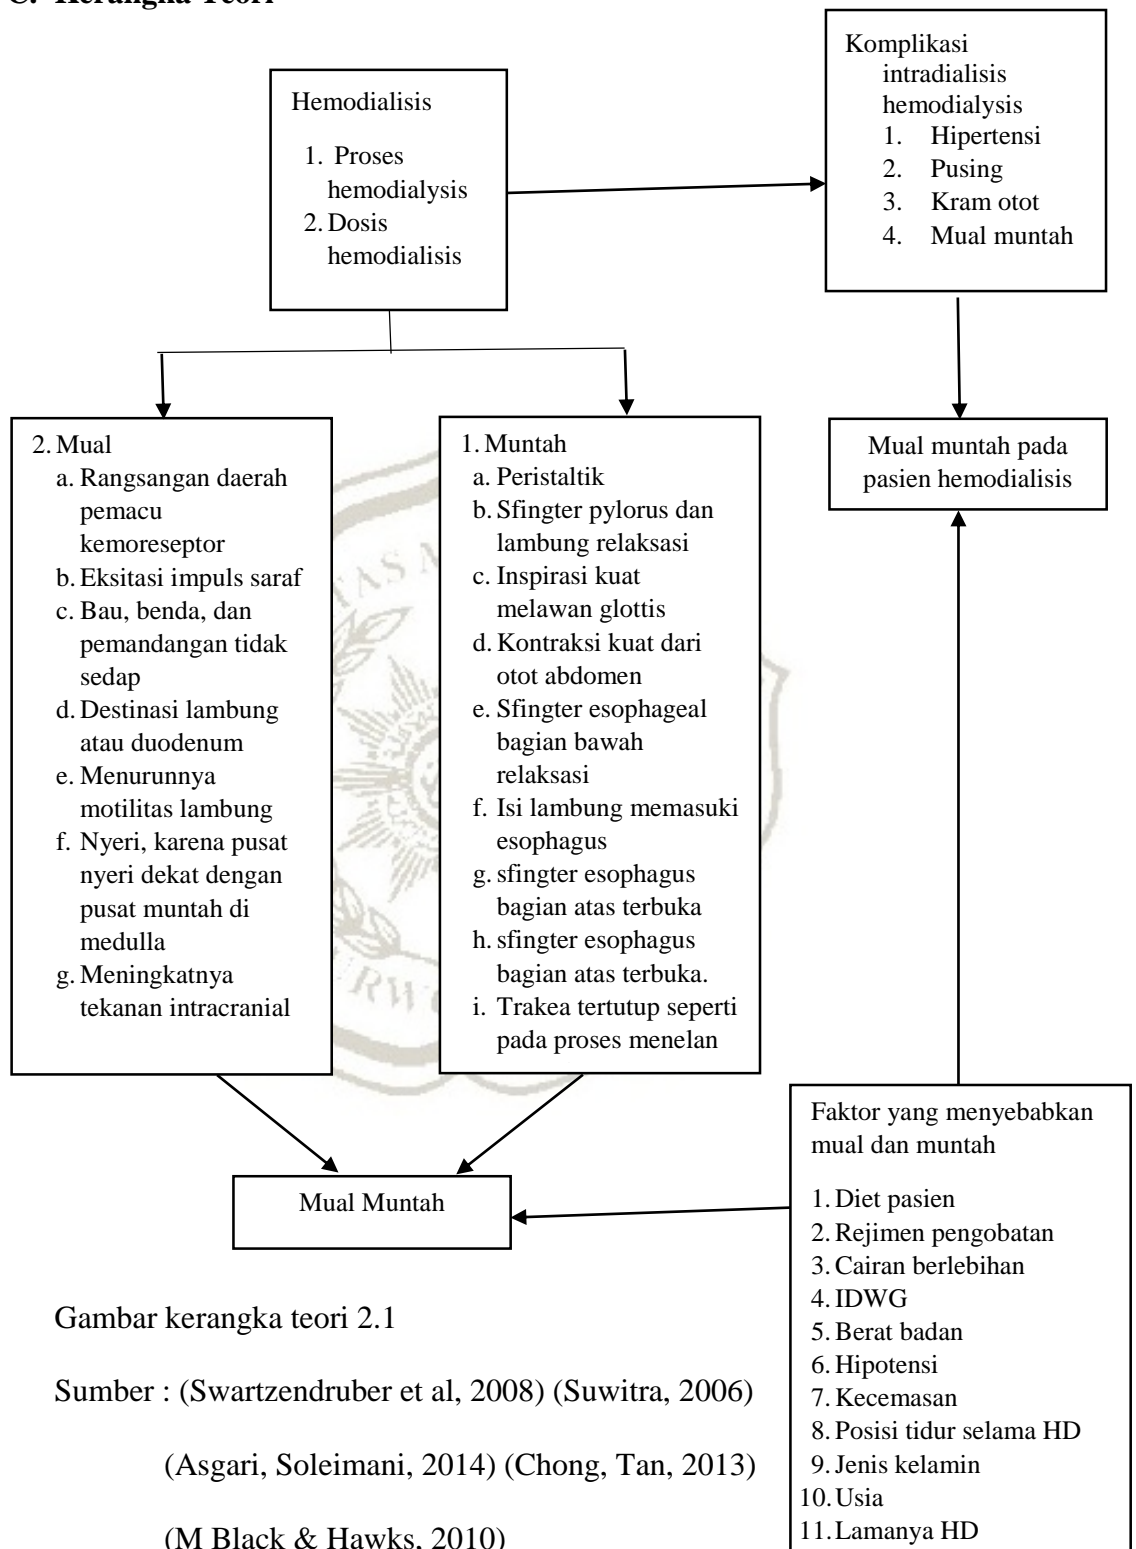 C. Kerangka Teori
Hemodialisis
1. Proses
hemodialysis
2. Dosis
hemodialisis
Komplikasi
intradialisis
hemodialysis
1. Hipertensi
2. Pusing
3. Kram otot
4. Mual muntah
2. Mual
a. Rangsangan daerah
pemacu
kemoreseptor
b. Eksitasi impuls saraf
c. Bau, benda, dan
pemandangan tidak
sedap
d. Destinasi lambung
atau duodenum
e. Menurunnya
motilitas lambung
f. Nyeri, karena pusat
nyeri dekat dengan
pusat muntah di
medulla
g. Meningkatnya
tekanan intracranial
1. Muntah
a. Peristaltik
b. Sfingter pylorus dan
lambung relaksasi
c. Inspirasi kuat
melawan glottis
d. Kontraksi kuat dari
otot abdomen
e. Sfingter esophageal
bagian bawah
relaksasi
f. Isi lambung memasuki
esophagus
g. sfingter esophagus
bagian atas terbuka
h. sfingter esophagus
bagian atas terbuka.
i. Trakea tertutup seperti
pada proses menelan
Mual muntah pada
pasien hemodialisis
Mual Muntah
Faktor yang menyebabkan
mual dan muntah
1. Diet pasien
2. Rejimen pengobatan
3. Cairan berlebihan
4. IDWG
5. Berat badan
6. Hipotensi
7. Kecemasan
8. Posisi tidur selama HD
9. Jenis kelamin
10. Usia
11. Lamanya HD
Gambar kerangka teori 2.1
Sumber : (Swartzendruber et al, 2008) (Suwitra, 2006)
(Asgari, Soleimani, 2014) (Chong, Tan, 2013)
(M Black & Hawks, 2010)